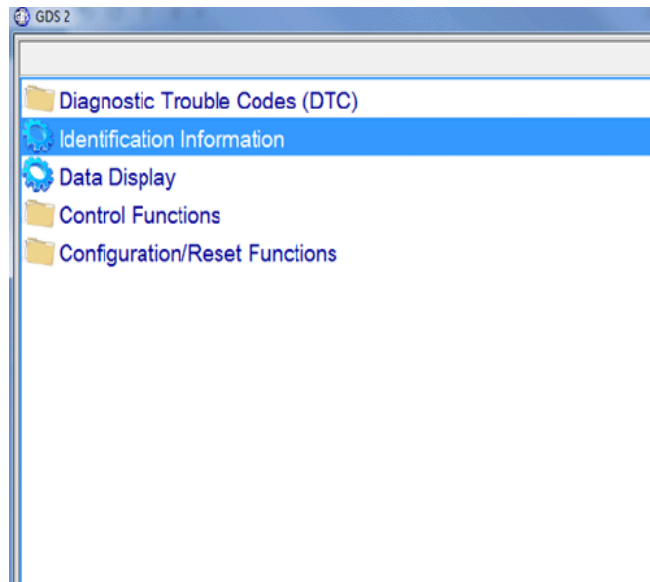 GDS 2
Diagnostic Trouble Codes (DTC)
Identification Information
Data Display
Control Functions
Configuration/Reset Functions